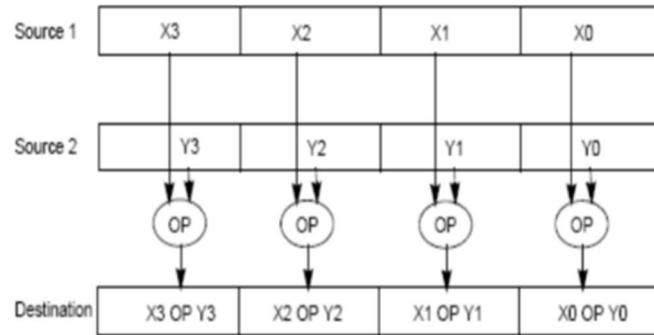 Source 1 X3 X2 X1 X0
Source 2 Y3 Y2 Y1 Y0
OP OP OP OP
Destination X3 OP Y3 X2 OP Y2 X1 OP Y1 X0 OP Y0